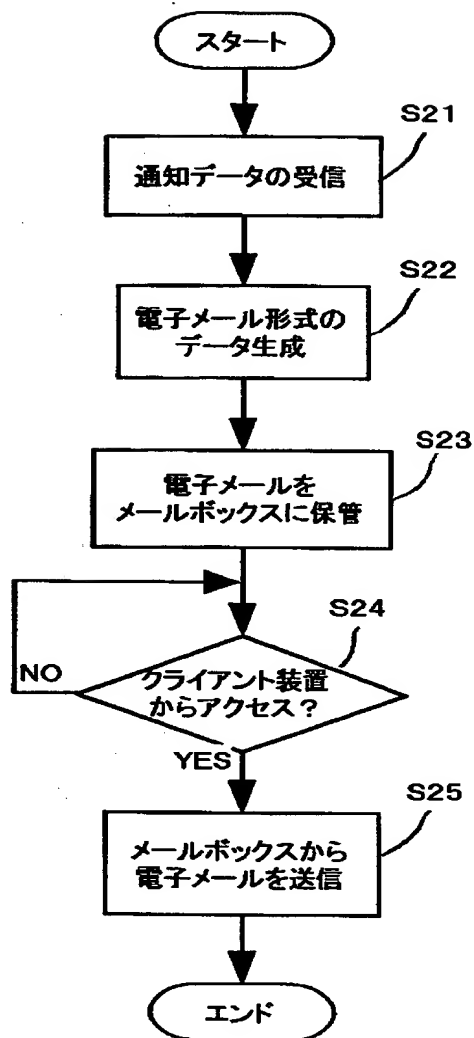 スタート
S21
通知データの受信
S22
電子メール形式の
データ生成
S23
電子メールを
メールボックスに保管
S24
クライアント装置
からアクセス?
NO
YES
S25
メールボックスから
電子メールを送信
エンド